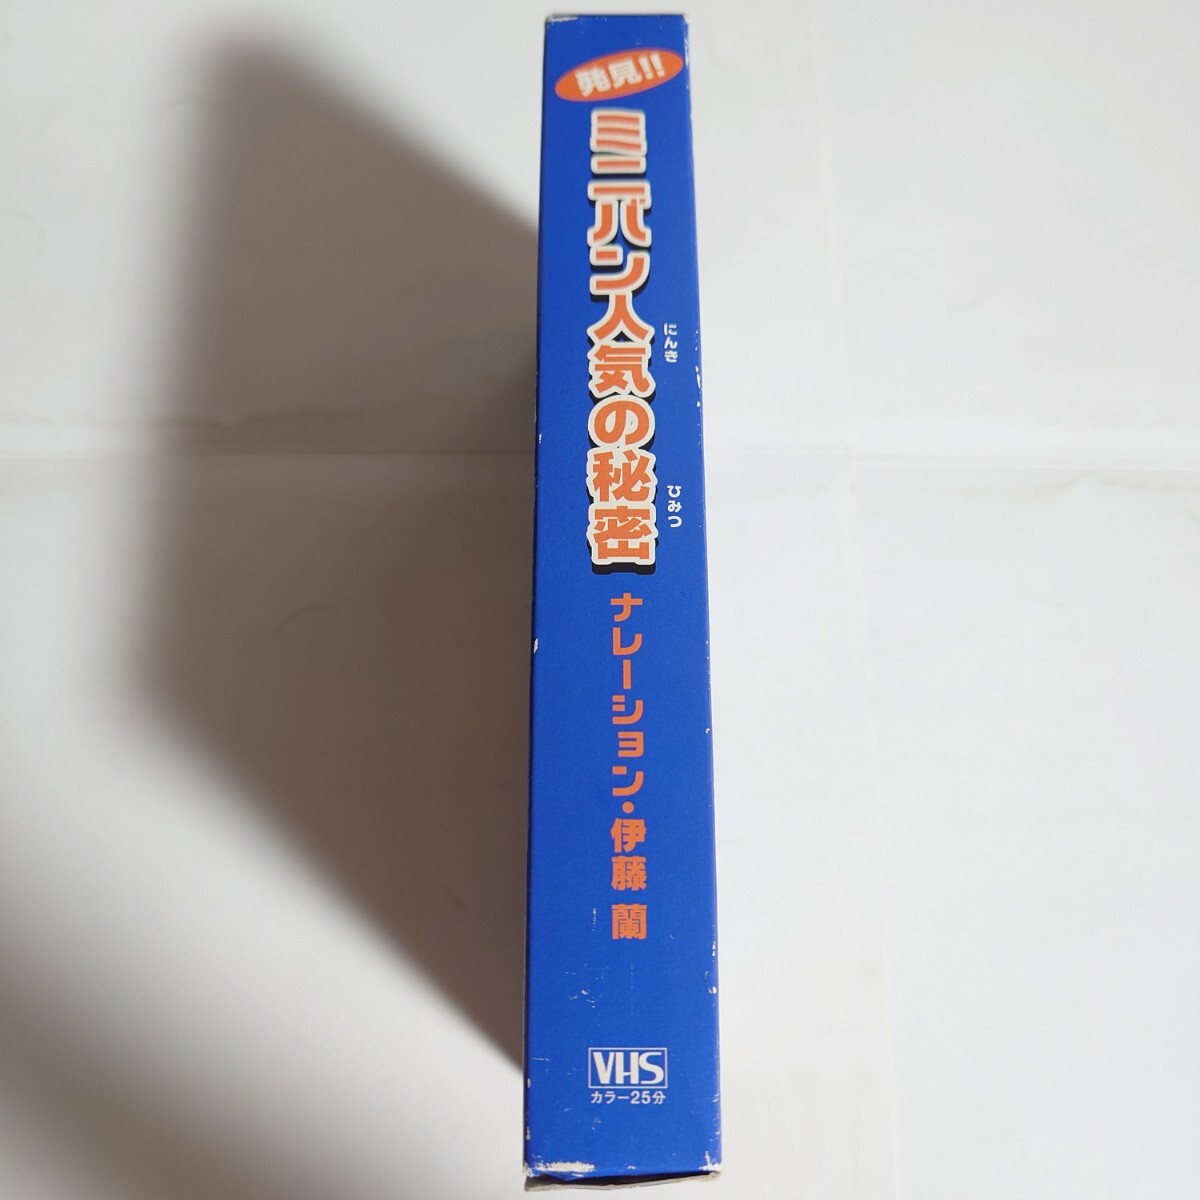 発見!!
ミニバン人気の秘密
にんき
ひみつ
ナレーション・伊藤 蘭
VHS
カラー25分